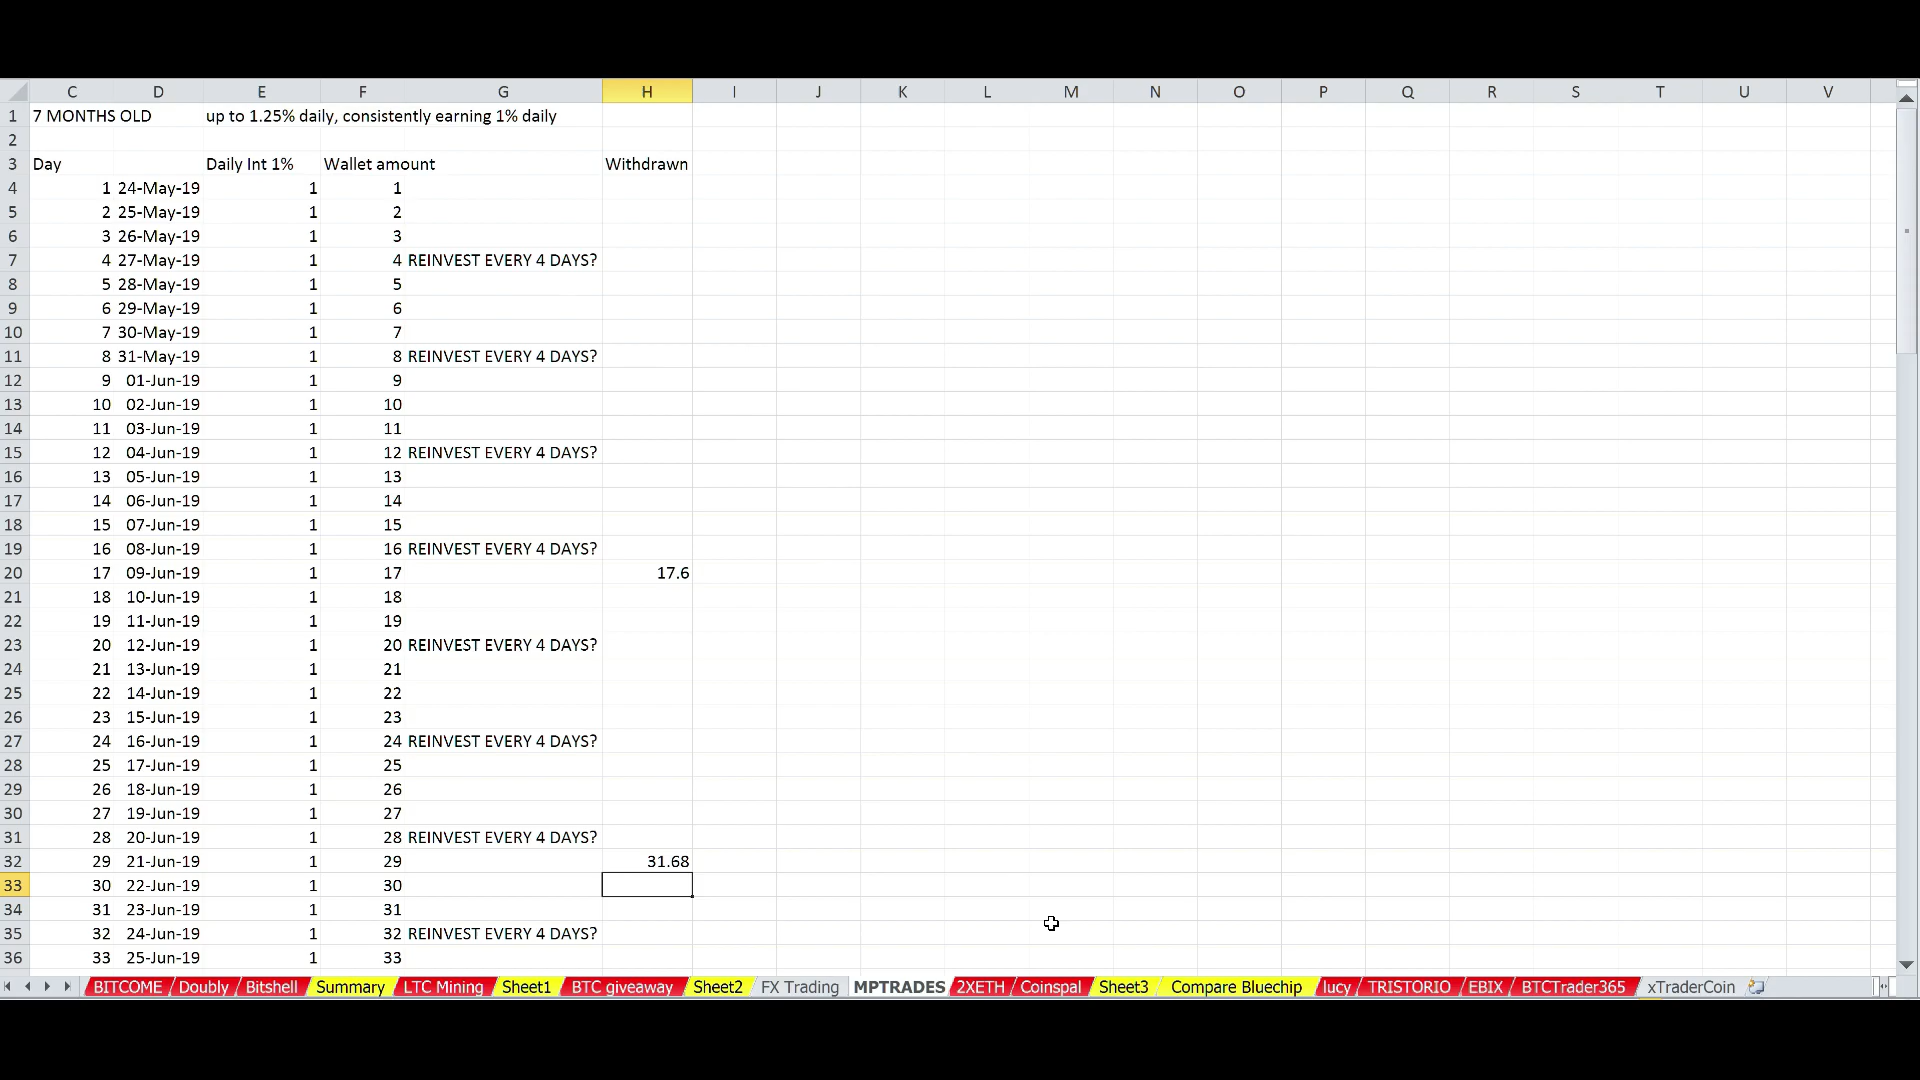 C D E F G H I J K L M N O P Q R S T U V
1 7 MONTHS OLD up to 1.25% daily, consistently earning 1% daily
2
3 Day Daily Int 1% Wallet amount Withdrawn
4 1 24-May-19 1 1
5 2 25-May-19 1 2
6 3 26-May-19 1 3
7 4 27-May-19 1 4 REINVEST EVERY 4 DAYS?
8 5 28-May-19 1 5
9 6 29-May-19 1 6
10 7 30-May-19 1 7
11 8 31-May-19 1 8 REINVEST EVERY 4 DAYS?
12 9 01-Jun-19 1 9
13 10 02-Jun-19 1 10
14 11 03-Jun-19 1 11
15 12 04-Jun-19 1 12 REINVEST EVERY 4 DAYS?
16 13 05-Jun-19 1 13
17 14 06-Jun-19 1 14
18 15 07-Jun-19 1 15
19 16 08-Jun-19 1 16 REINVEST EVERY 4 DAYS?
20 17 09-Jun-19 1 17 17.6
21 18 10-Jun-19 1 18
22 19 11-Jun-19 1 19
23 20 12-Jun-19 1 20 REINVEST EVERY 4 DAYS?
24 21 13-Jun-19 1 21
25 22 14-Jun-19 1 22
26 23 15-Jun-19 1 23
27 24 16-Jun-19 1 24 REINVEST EVERY 4 DAYS?
28 25 17-Jun-19 1 25
29 26 18-Jun-19 1 26
30 27 19-Jun-19 1 27
31 28 20-Jun-19 1 28 REINVEST EVERY 4 DAYS?
32 29 21-Jun-19 1 29 31.68
33 30 22-Jun-19 1 30
34 31 23-Jun-19 1 31
35 32 24-Jun-19 1 32 REINVEST EVERY 4 DAYS?
36 33 25-Jun-19 1 33
BITCOME Doubly Bitshell Summary LTC Mining Sheet1 BTC giveaway Sheet2 FX Trading MPTRADES 2XETH Coinspal Sheet3 Compare Bluechip lucy TRISTORIO EBIX BTCTrader365 xTraderCoin